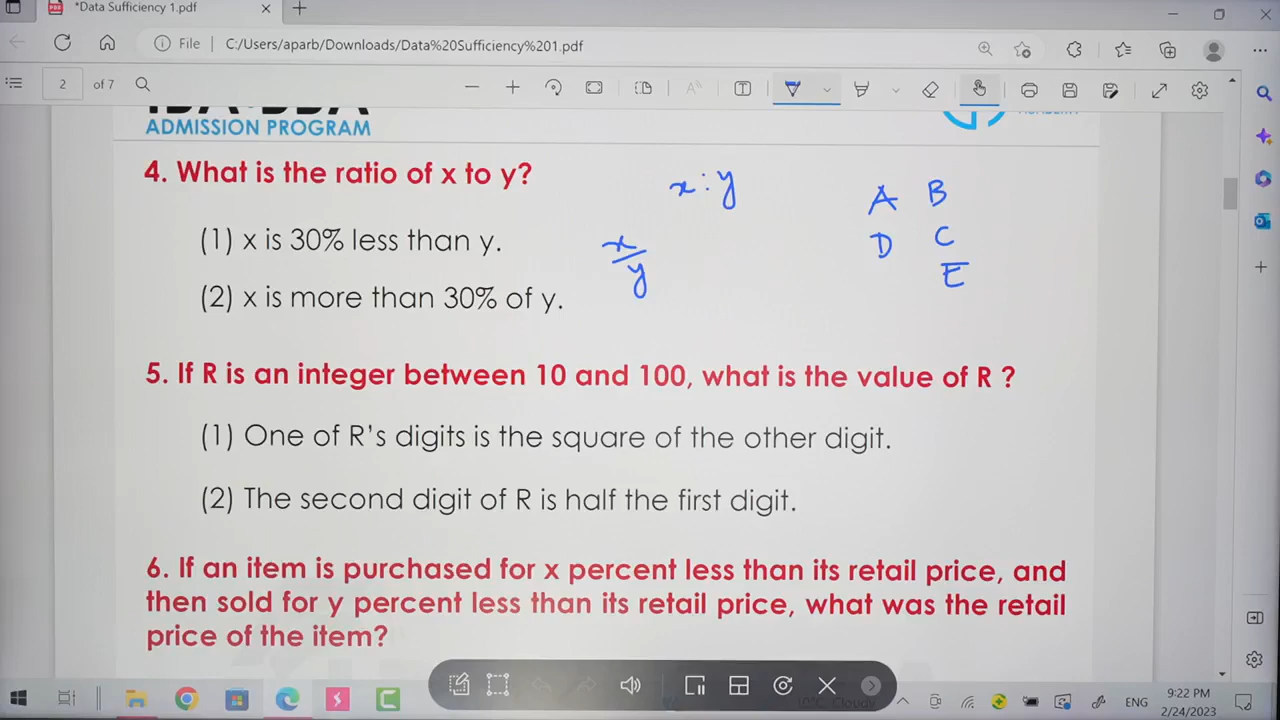 *Data Sufficiency 1.pdf
File C:/Users/aparb/Downloads/Data%20Sufficiency%201.pdf
2 of 7
ADMISSION PROGRAM
4. What is the ratio of x to y?
x : y
A B
(1) x is 30% less than y.
x/y
D C
E
(2) x is more than 30% of y.
5. If R is an integer between 10 and 100, what is the value of R ?
(1) One of R's digits is the square of the other digit.
(2) The second digit of R is half the first digit.
6. If an item is purchased for x percent less than its retail price, and
then sold for y percent less than its retail price, what was the retail
price of the item?
ENG
9:22 PM
2/24/2023